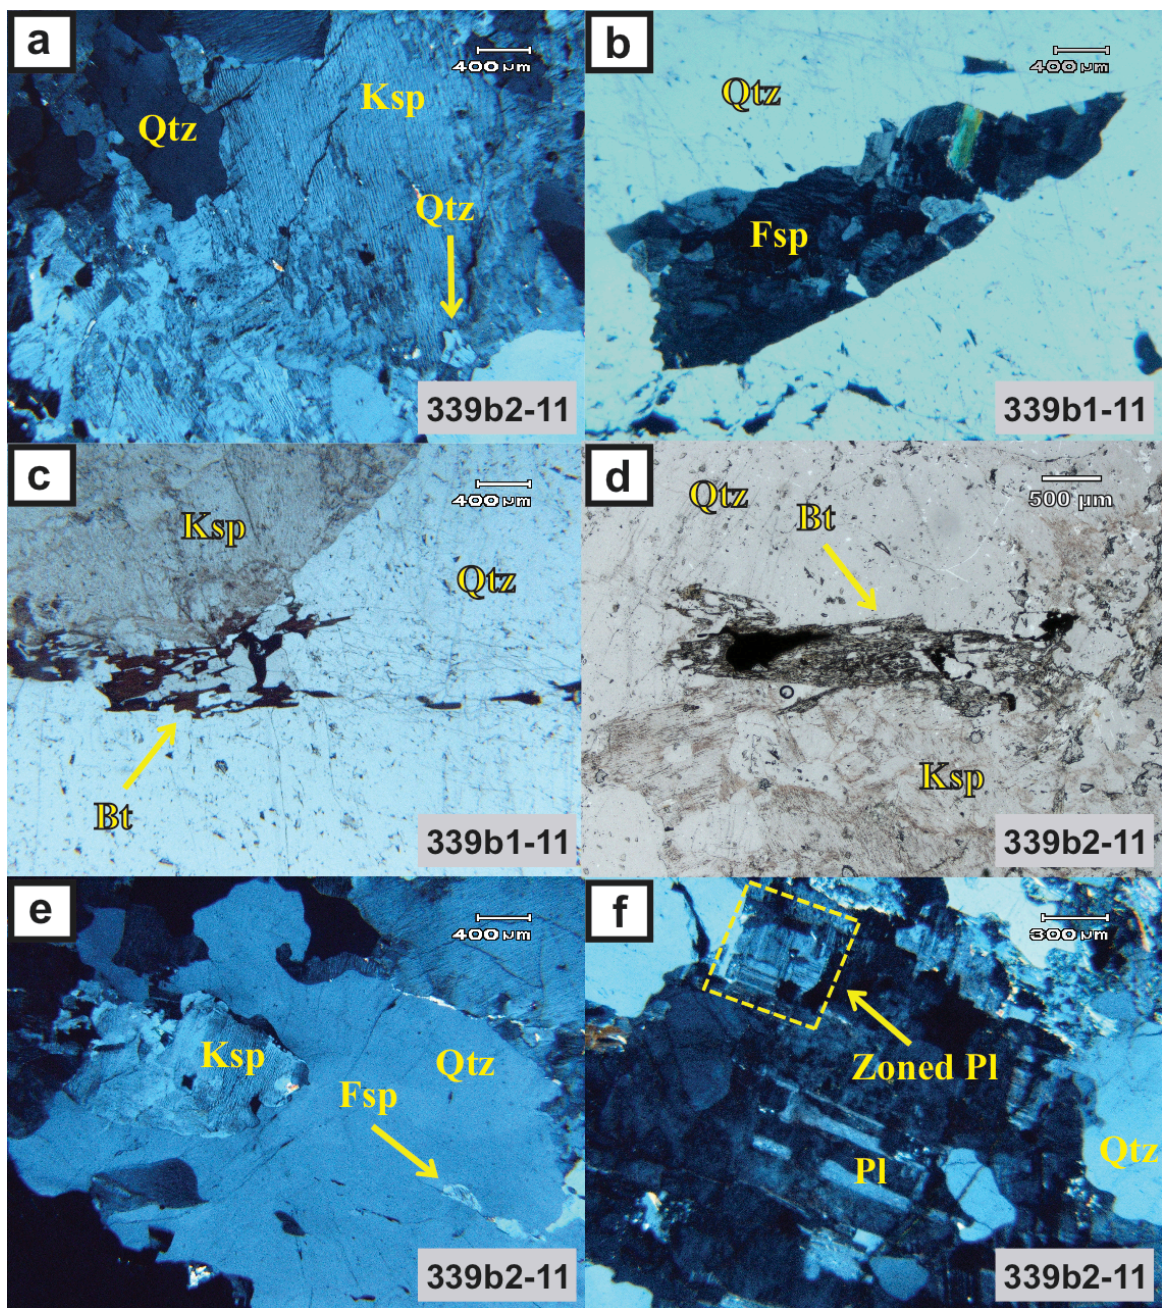 a
400 µm
Ksp
Qtz
Qtz
339b2-11
b
400 µm
Qtz
Fsp
339b1-11
c
400 µm
Ksp
Qtz
Bt
339b1-11
d
Qtz
500 µm
Bt
Ksp
339b2-11
e
400 µm
Ksp
Qtz
Fsp
339b2-11
f
300 µm
Zoned Pl
Qtz
Pl
339b2-11